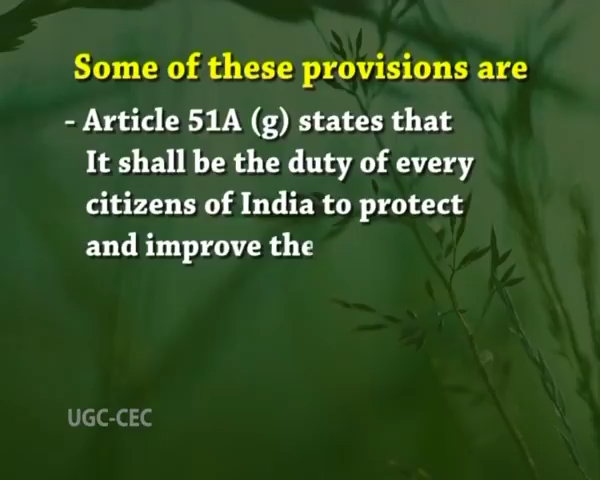 Some of these provisions are
- Article 51A (g) states that
It shall be the duty of every
citizens of India to protect
and improve the
UGC-CEC